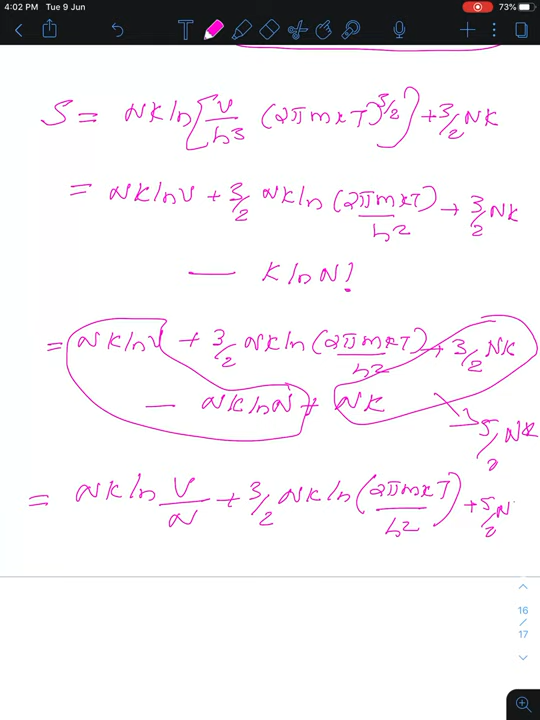 4:02 PM Tue 9 Jun 73%
S = Nk ln [V/h3 (2πmkT)^3/2] + 3/2 Nk
= Nk ln V + 3/2 Nk ln (2πmkT/h2) + 3/2 Nk
— k ln N!
= Nk ln V + 3/2 Nk ln (2πmkT/h2) + 3/2 Nk
— Nk ln N + Nk
5/2 Nk
= Nk ln V/N + 3/2 Nk ln (2πmkT/h2) + 5/2 N
16
/
17